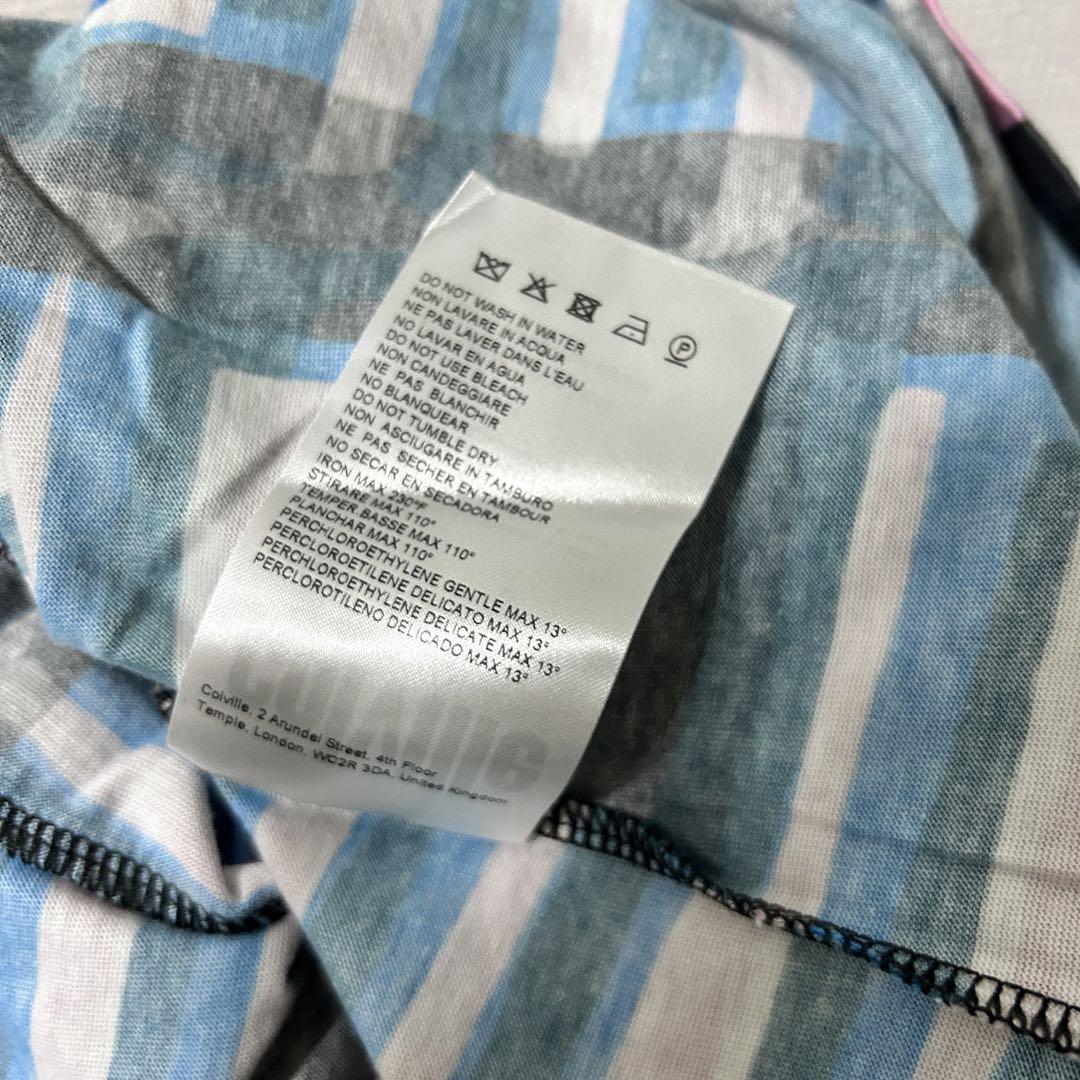 DO NOT WASH IN WATER
NON LAVARE IN ACQUA
NE PAS LAVER DANS L'EAU
NO LAVAR EN AGUA
DO NOT USE BLEACH
NON CANDEGGIARE
NE PAS BLANCHIR
NO BLANQUEAR
DO NOT TUMBLE DRY
NON ASCIUGARE IN TAMBURO
NE PAS SECHER EN TAMBOUR
NO SECAR EN SECADORA
IRON MAX 230°F
STIRARE MAX 110°
TEMPER BASSE MAX 110°
PLANCHAR MAX 110°
PERCHLOROETHYLENE GENTLE MAX 13°
PERCLOROETILENE DELICATO MAX 13°
PERCHLOROETHYLENE DELICATE MAX 13°
PERCLOROTILENO DELICADO MAX 13°
Colville, 2 Arundel Street, 4th Floor
Temple, London, WC2R 3DA, United Kingdom